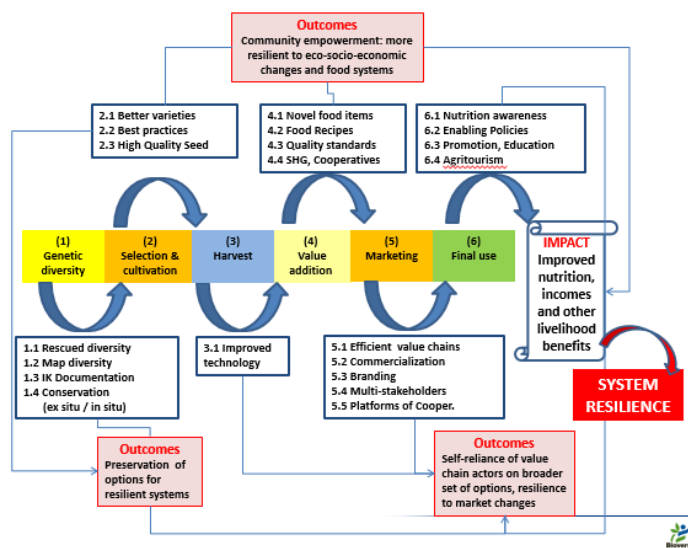 Outcomes
Community empowerment: more
resilient to eco-socio-economic
changes and food systems
2.1 Better varieties
2.2 Best practices
2.3 High Quality Seed
4.1 Novel food items
4.2 Food Recipes
4.3 Quality standards
4.4 SHG, Cooperatives
6.1 Nutrition awareness
6.2 Enabling Policies
6.3 Promotion, Education
6.4 Agritourism
(1)
Genetic
diversity
(2)
Selection &
cultivation
(3)
Harvest
(4)
Value
addition
(5)
Marketing
(6)
Final use
IMPACT
Improved
nutrition,
incomes
and other
livelihood
benefits
1.1 Rescued diversity
1.2 Map diversity
1.3 IK Documentation
1.4 Conservation
(ex situ / in situ)
3.1 Improved
technology
5.1 Efficient value chains
5.2 Commercialization
5.3 Branding
5.4 Multi-stakeholders
5.5 Platforms of Cooper.
SYSTEM
RESILIENCE
Outcomes
Preservation of
options for
resilient systems
Outcomes
Self-reliance of value
chain actors on broader
set of options, resilience
to market changes